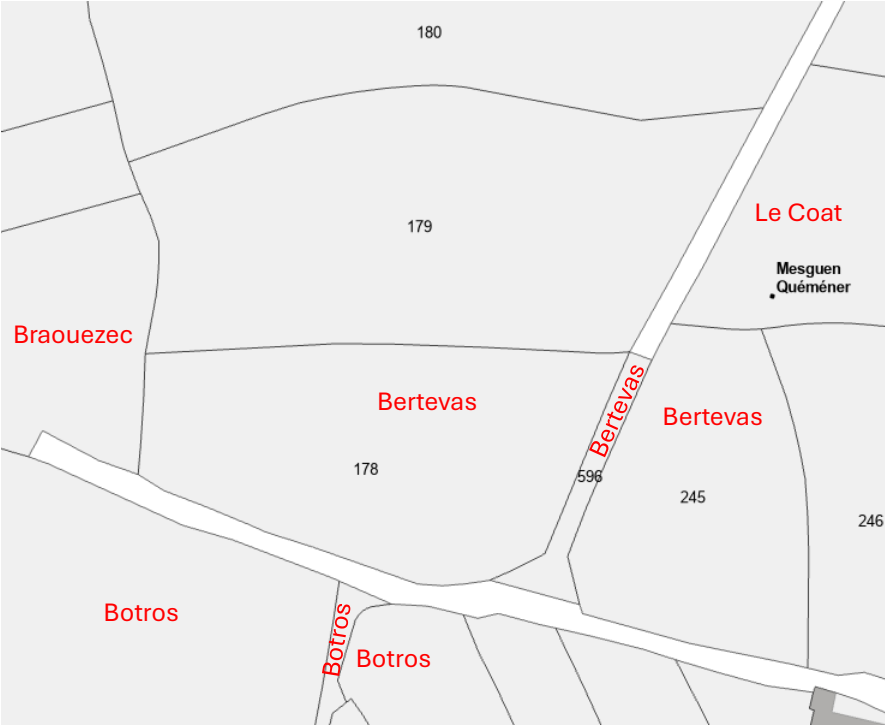 180
179
Le Coat
Mesguen
Quéméner
Braouezec
Bertevas
Bertevas
Bertevas
178
596
245
246
Botros
Botros
Botros